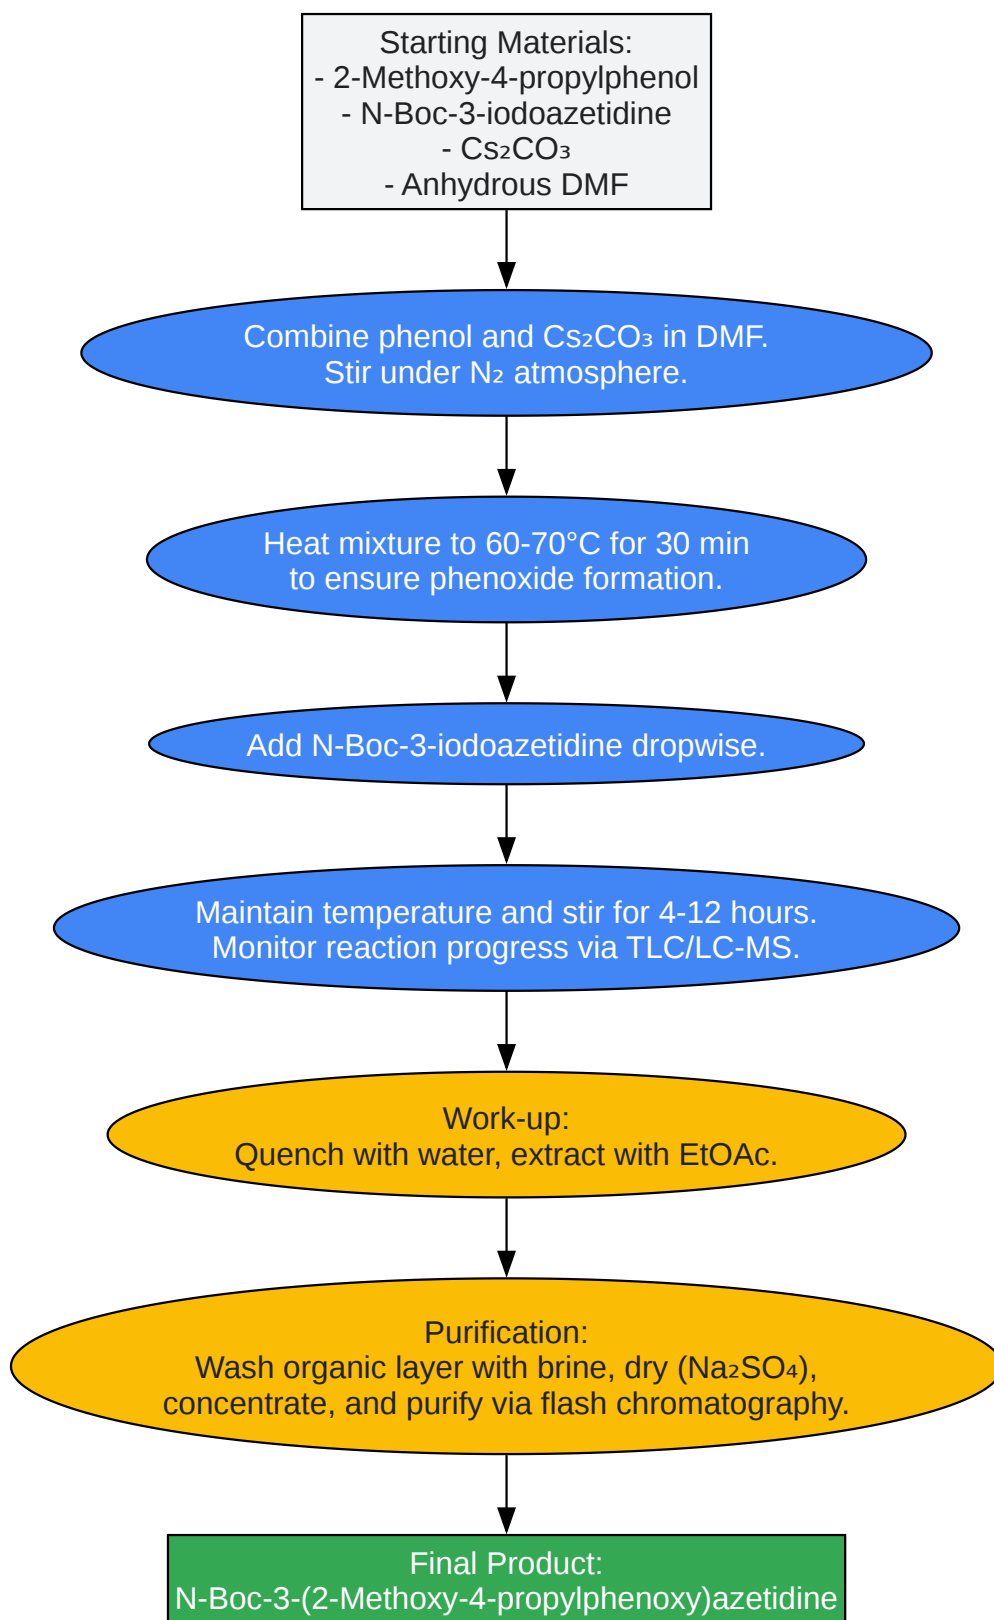 Starting Materials:
- 2-Methoxy-4-propylphenol
- N-Boc-3-iodoazetidine
- Cs₂CO₃
- Anhydrous DMF
Combine phenol and Cs₂CO₃ in DMF.
Stir under N₂ atmosphere.
Heat mixture to 60-70°C for 30 min
to ensure phenoxide formation.
Add N-Boc-3-iodoazetidine dropwise.
Maintain temperature and stir for 4-12 hours.
Monitor reaction progress via TLC/LC-MS.
Work-up:
Quench with water, extract with EtOAc.
Purification:
Wash organic layer with brine, dry (Na₂SO₄),
concentrate, and purify via flash chromatography.
Final Product:
N-Boc-3-(2-Methoxy-4-propylphenoxy)azetidine